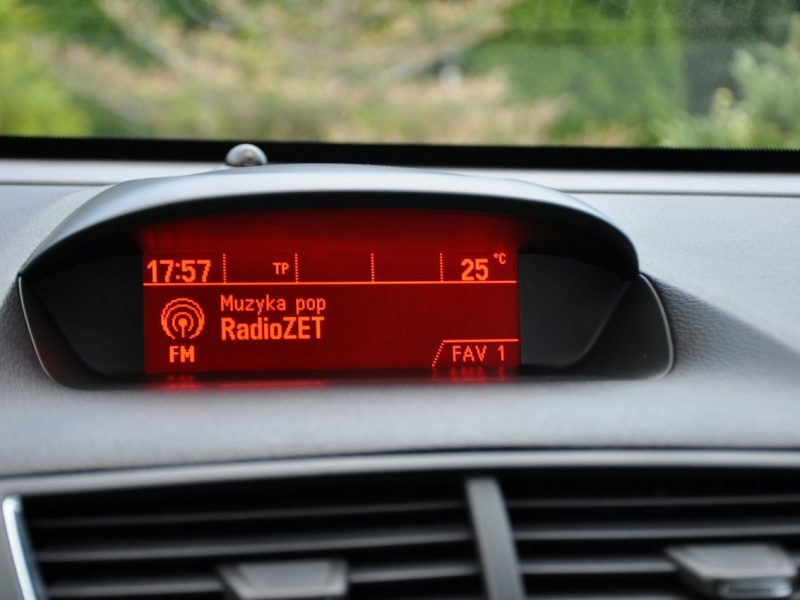 17:57 TP 25 °C
Muzyka pop
RadioZET
FM
FAV 1